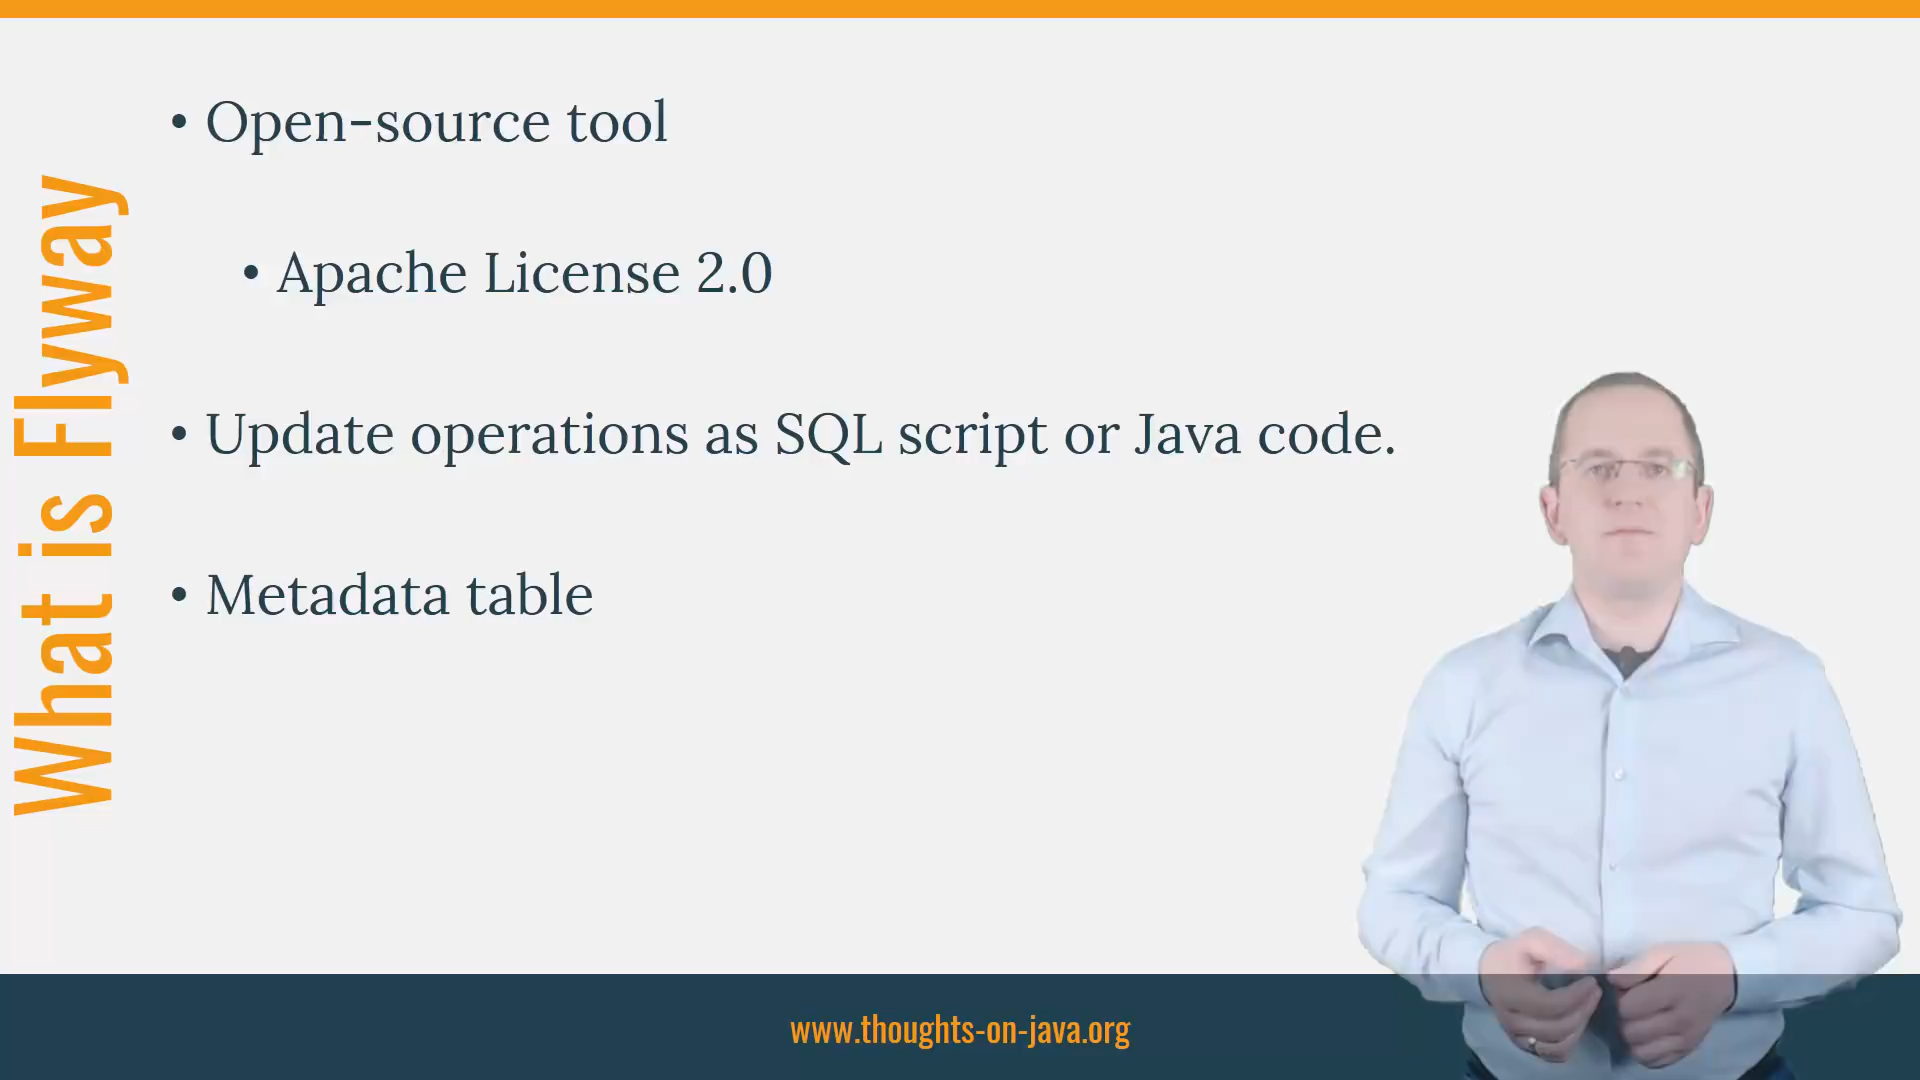 What is Flyway
• Open-source tool
• Apache License 2.0
• Update operations as SQL script or Java code.
• Metadata table
www.thoughts-on-java.org